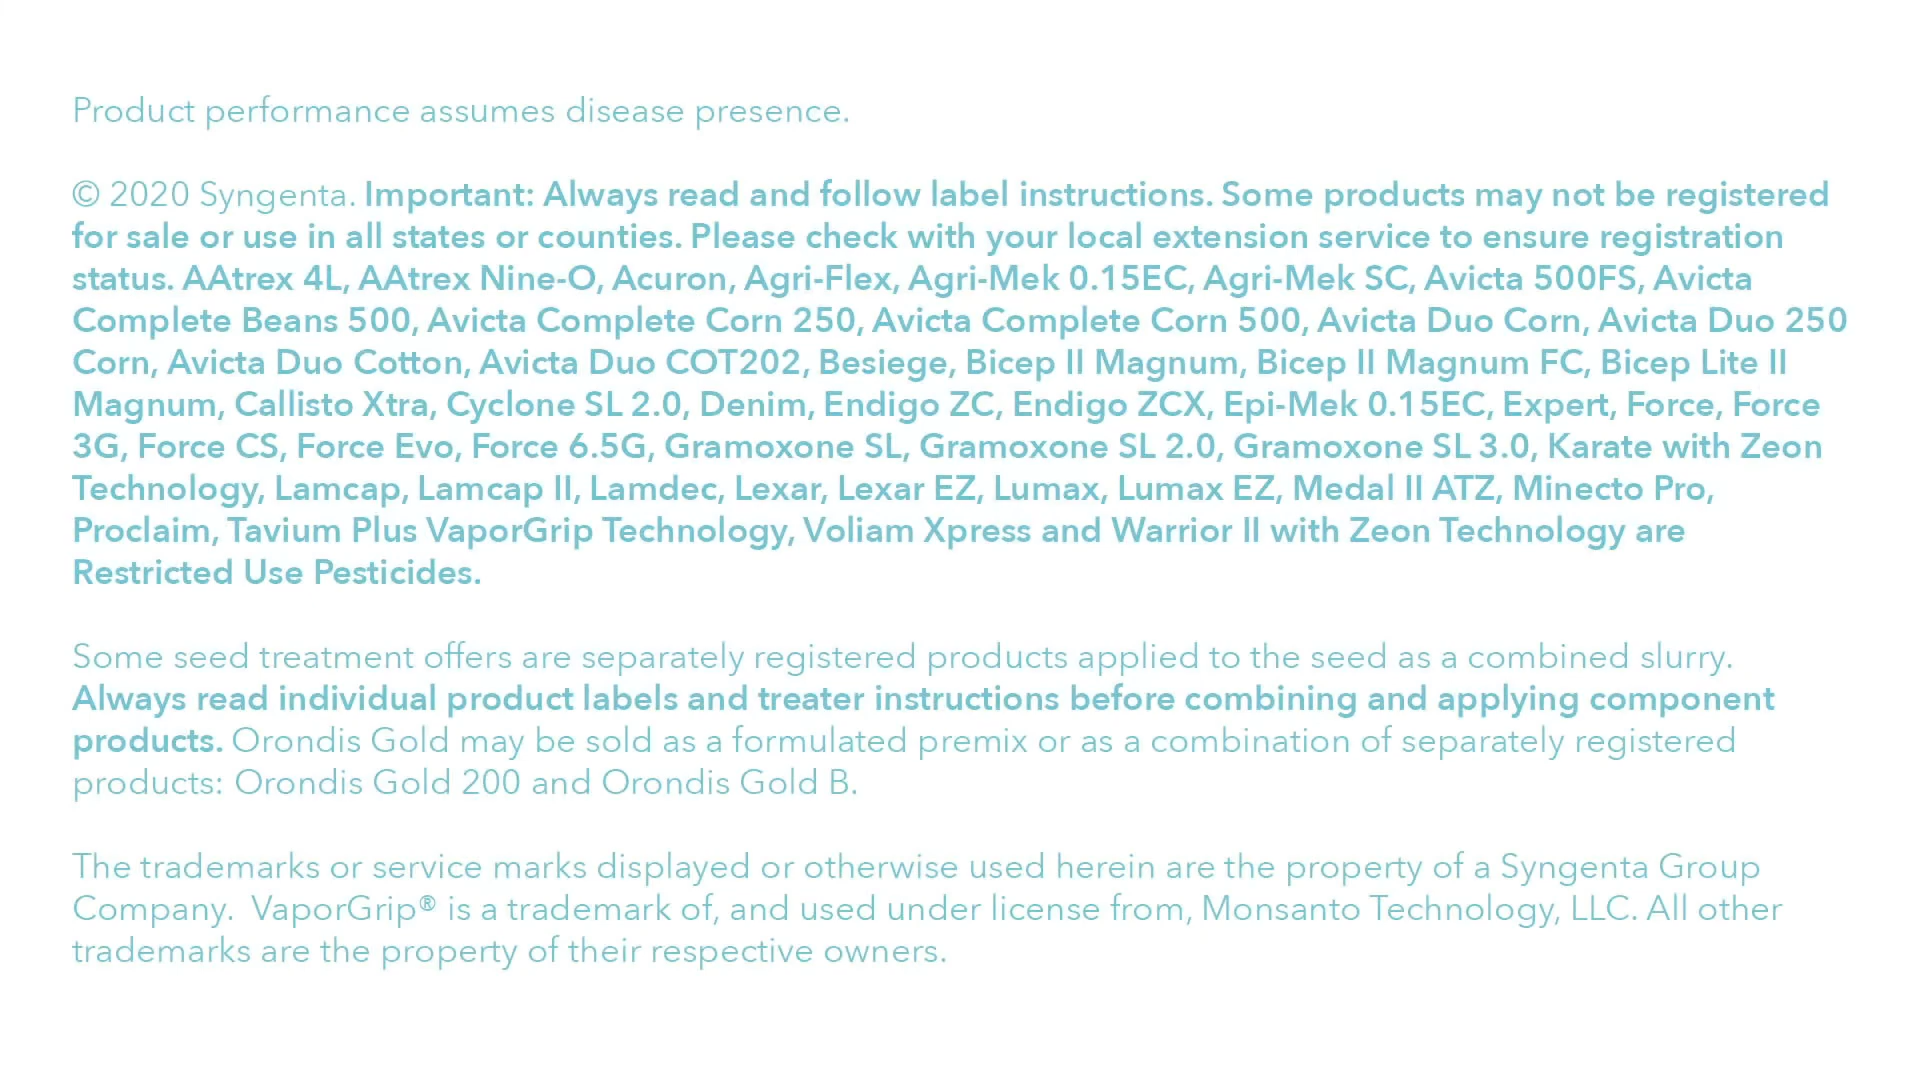 Product performance assumes disease presence.
© 2020 Syngenta. Important: Always read and follow label instructions. Some products may not be registered
for sale or use in all states or counties. Please check with your local extension service to ensure registration
status. AAtrex 4L, AAtrex Nine-O, Acuron, Agri-Flex, Agri-Mek 0.15EC, Agri-Mek SC, Avicta 500FS, Avicta
Complete Beans 500, Avicta Complete Corn 250, Avicta Complete Corn 500, Avicta Duo Corn, Avicta Duo 250
Corn, Avicta Duo Cotton, Avicta Duo COT202, Besiege, Bicep II Magnum, Bicep II Magnum FC, Bicep Lite II
Magnum, Callisto Xtra, Cyclone SL 2.0, Denim, Endigo ZC, Endigo ZCX, Epi-Mek 0.15EC, Expert, Force, Force
3G, Force CS, Force Evo, Force 6.5G, Gramoxone SL, Gramoxone SL 2.0, Gramoxone SL 3.0, Karate with Zeon
Technology, Lamcap, Lamcap II, Lamdec, Lexar, Lexar EZ, Lumax, Lumax EZ, Medal II ATZ, Minecto Pro,
Proclaim, Tavium Plus VaporGrip Technology, Voliam Xpress and Warrior II with Zeon Technology are
Restricted Use Pesticides.
Some seed treatment offers are separately registered products applied to the seed as a combined slurry.
Always read individual product labels and treater instructions before combining and applying component
products. Orondis Gold may be sold as a formulated premix or as a combination of separately registered
products: Orondis Gold 200 and Orondis Gold B.
The trademarks or service marks displayed or otherwise used herein are the property of a Syngenta Group
Company.  VaporGrip® is a trademark of, and used under license from, Monsanto Technology, LLC. All other
trademarks are the property of their respective owners.